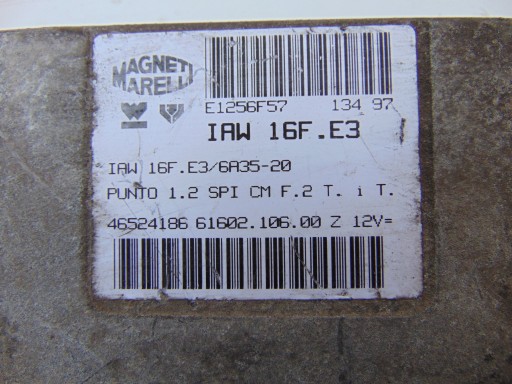 MAGNETI
MARELLI
E1256F57 134 97
IAW 16F.E3
IAW 16F.E3/6A35-20
PUNTO 1.2 SPI CM F.2 T. i T.
46524186 61602.106.00 Z 12V=